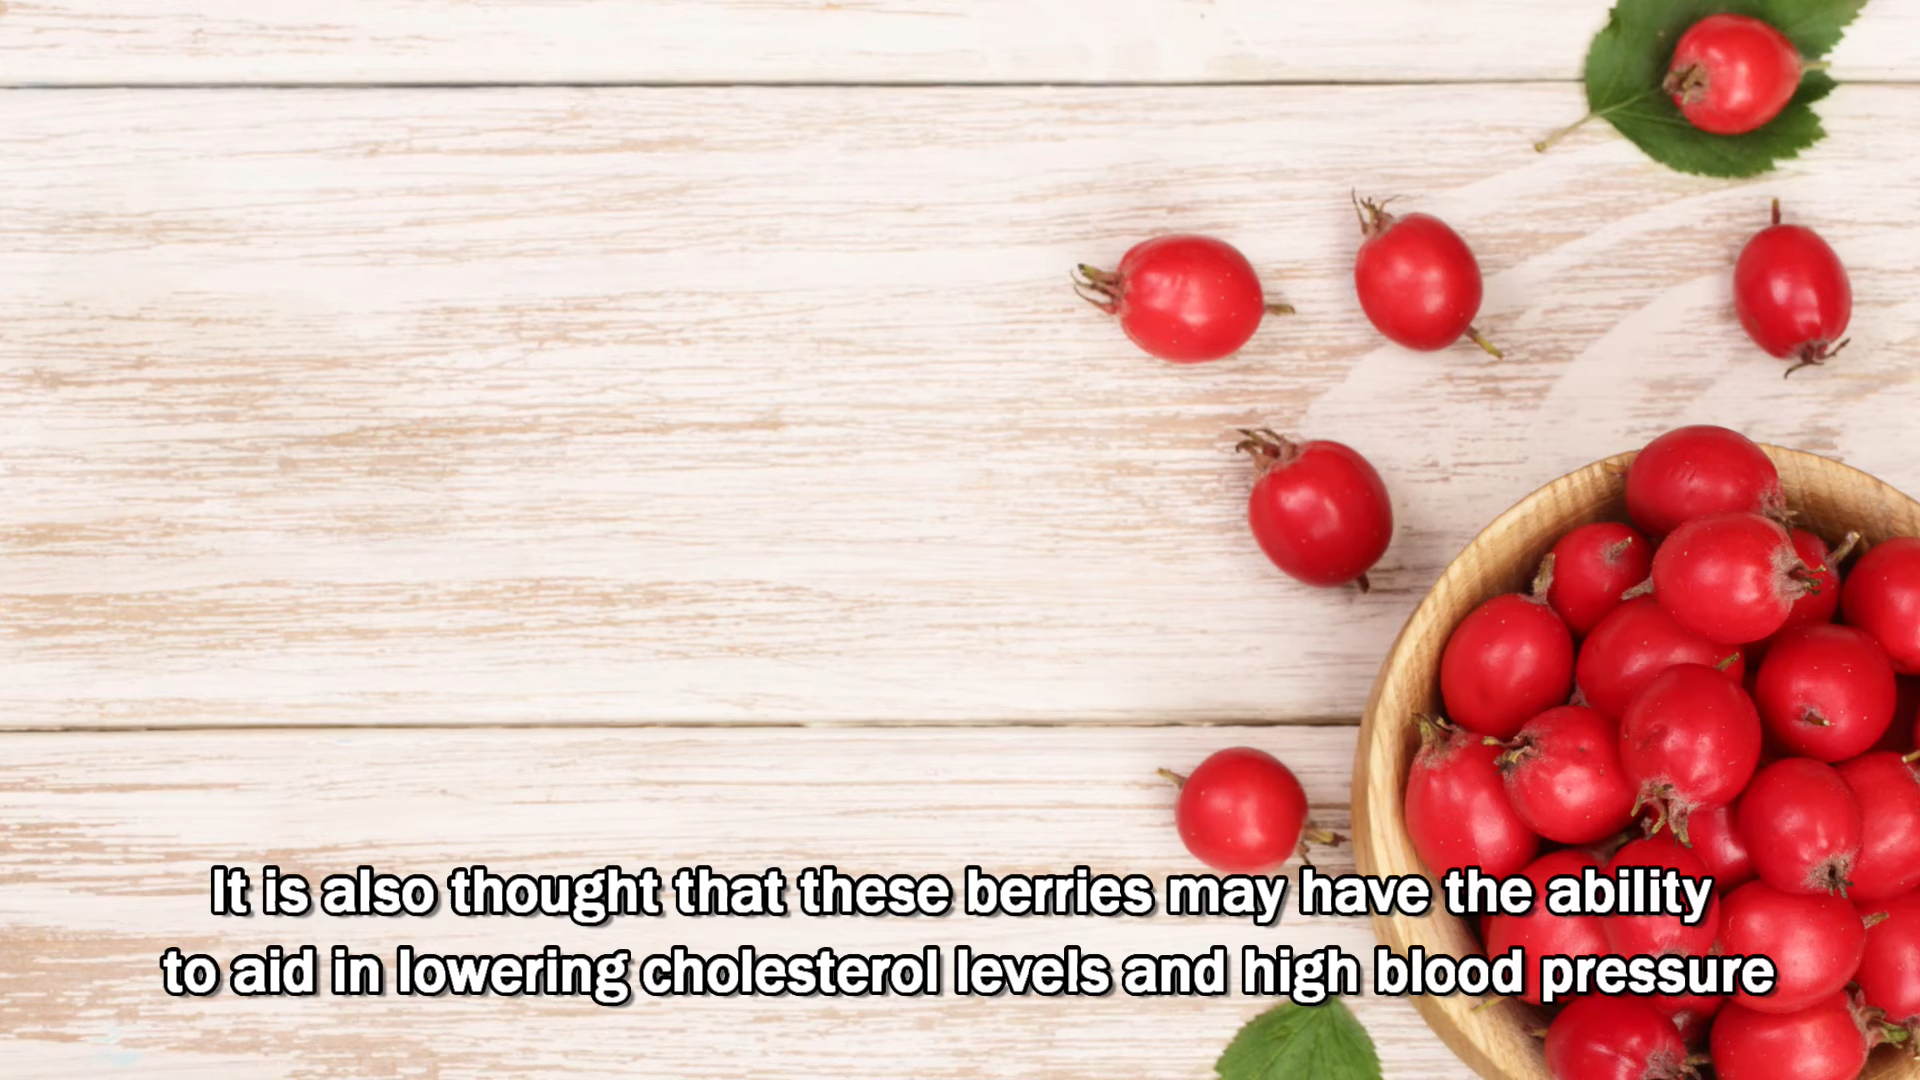 It is also thought that these berries may have the ability
to aid in lowering cholesterol levels and high blood pressure